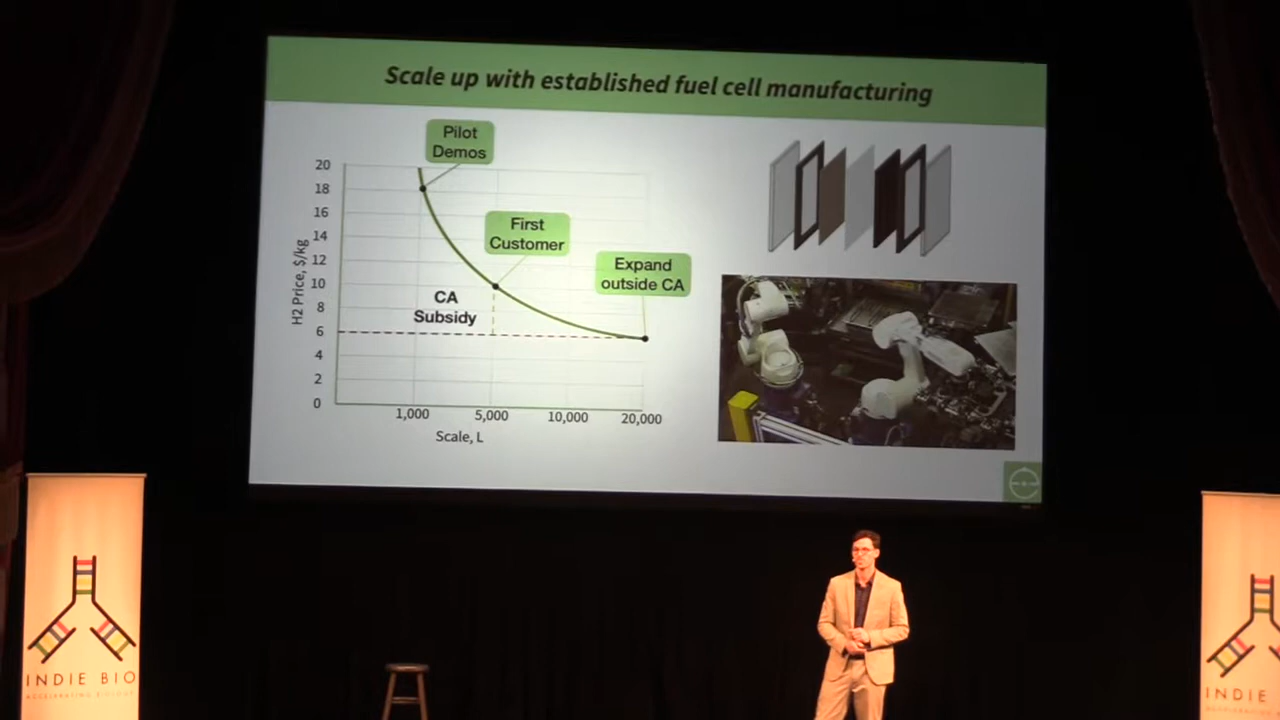 Scale up with established fuel cell manufacturing
Pilot
Demos
First
Customer
Expand
outside CA
CA
Subsidy
H2 Price, $/kg
20
18
16
14
12
10
8
6
4
2
0
1,000
5,000
10,000
20,000
Scale, L
INDIE BIO
ACCELERATING BIOLOGY
INDIE